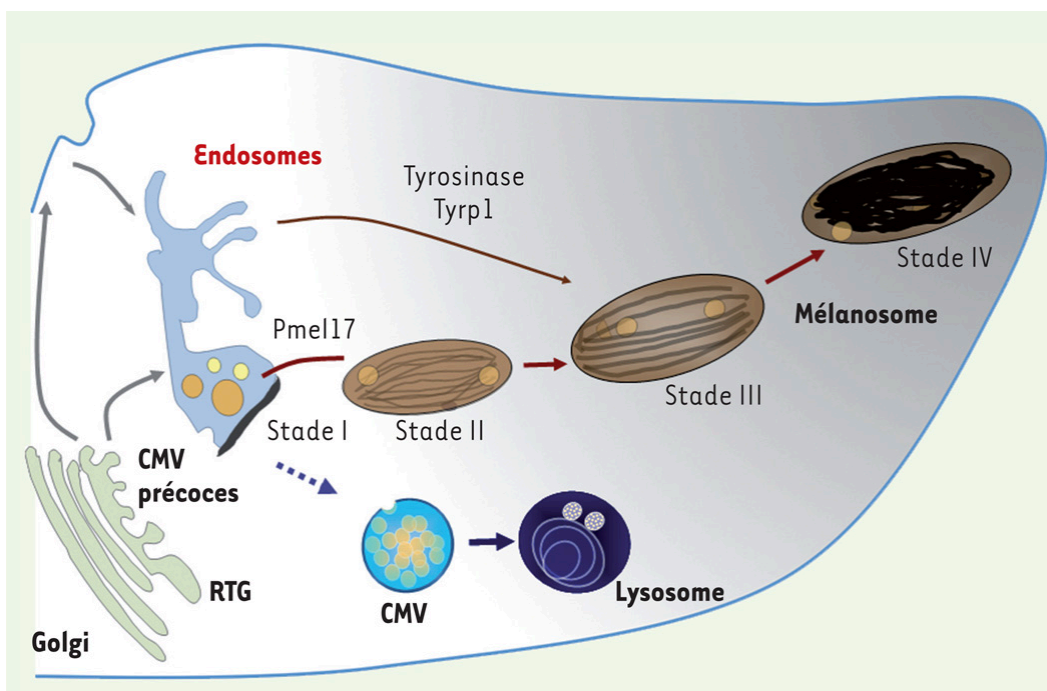 Endosomes
Tyrosinase
Tyrp1
Stade IV
Mélanosome
Pmel17
Stade III
Stade I
Stade II
CMV
précoces
RTG
Lysosome
CMV
Golgi